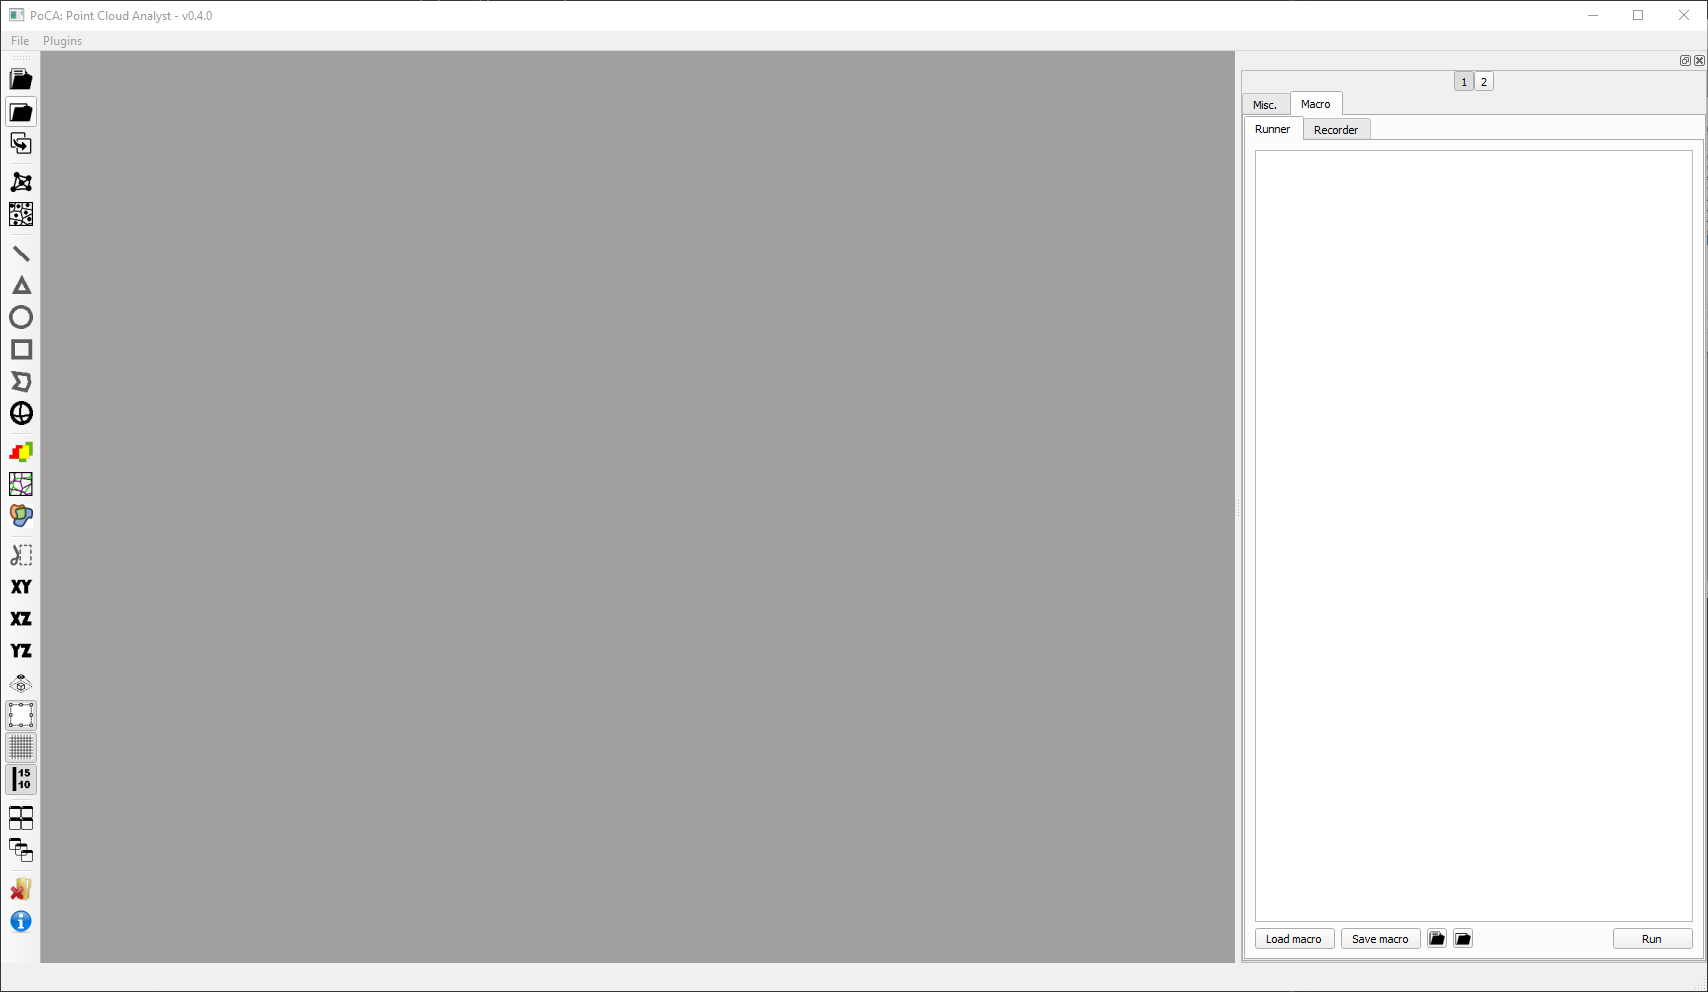 PoCA: Point Cloud Analyst - v0.4.0
File Plugins
1 2
Misc. Macro
Runner Recorder
XY
XZ
YZ
15
10
Load macro Save macro Run